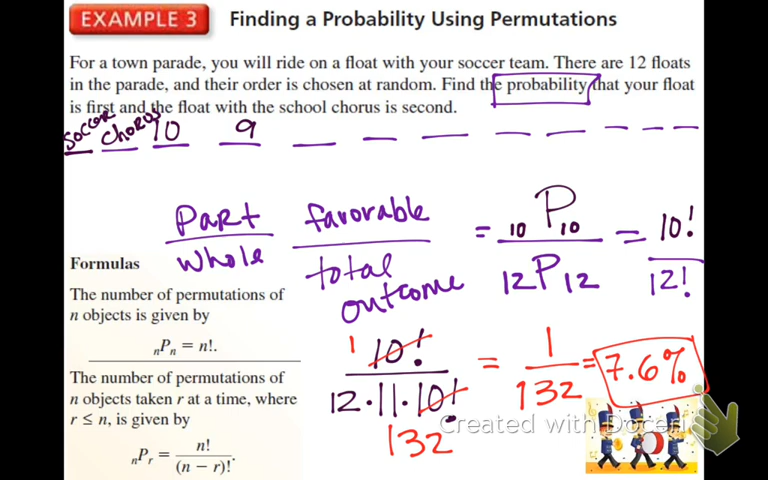 EXAMPLE 3 Finding a Probability Using Permutations
For a town parade, you will ride on a float with your soccer team. There are 12 floats
in the parade, and their order is chosen at random. Find the probability that your float
is first and the float with the school chorus is second.
soccer chorus 10 9
Part / whole favorable / total outcome = 10P10 / 12P12 = 10! / 12!
Formulas
The number of permutations of
n objects is given by
nPn = n!.
The number of permutations of
n objects taken r at a time, where
r ≤ n, is given by
nPr = n! / (n − r)!.
1 10! / 12·11·10! = 1 / 132 = 7.6%
132
Created with Doceri